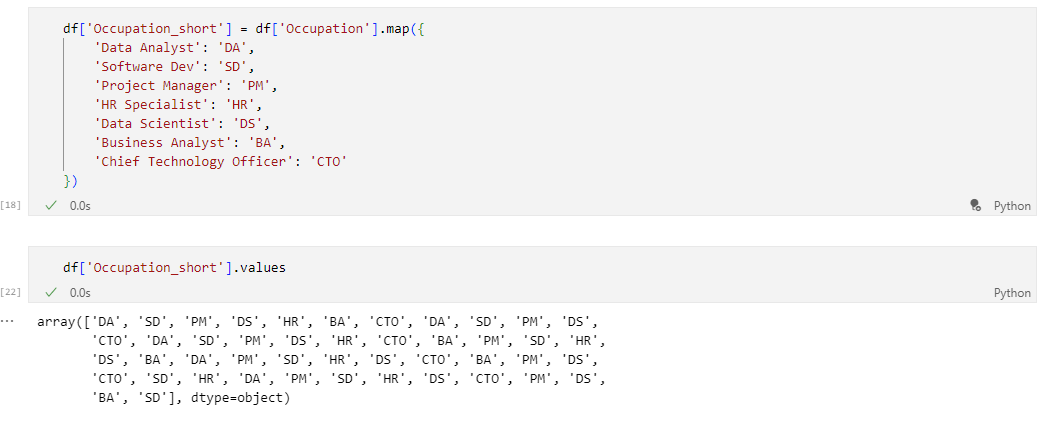 df['Occupation_short'] = df['Occupation'].map({
'Data Analyst': 'DA',
'Software Dev': 'SD',
'Project Manager': 'PM',
'HR Specialist': 'HR',
'Data Scientist': 'DS',
'Business Analyst': 'BA',
'Chief Technology Officer': 'CTO'
})
[18] 0.0s Python
df['Occupation_short'].values
[22] 0.0s Python
... array(['DA', 'SD', 'PM', 'DS', 'HR', 'BA', 'CTO', 'DA', 'SD', 'PM', 'DS',
'CTO', 'DA', 'SD', 'PM', 'DS', 'HR', 'CTO', 'BA', 'PM', 'SD', 'HR',
'DS', 'BA', 'DA', 'PM', 'SD', 'HR', 'DS', 'CTO', 'BA', 'PM', 'DS',
'CTO', 'SD', 'HR', 'DA', 'PM', 'SD', 'HR', 'DS', 'CTO', 'PM', 'DS',
'BA', 'SD'], dtype=object)